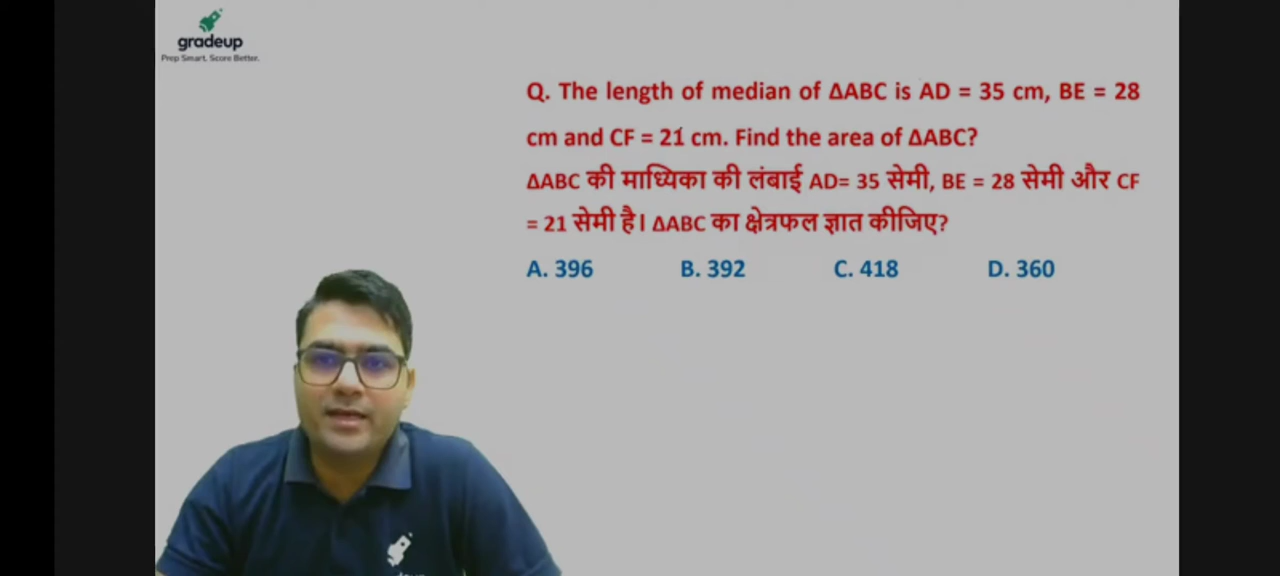 gradeup
Prep Smart. Score Better.
Q. The length of median of ΔABC is AD = 35 cm, BE = 28
cm and CF = 21 cm. Find the area of ΔABC?
ΔABC की माध्यिका की लंबाई AD= 35 सेमी, BE = 28 सेमी और CF
= 21 सेमी है। ΔABC का क्षेत्रफल ज्ञात कीजिए?
A. 396 B. 392 C. 418 D. 360